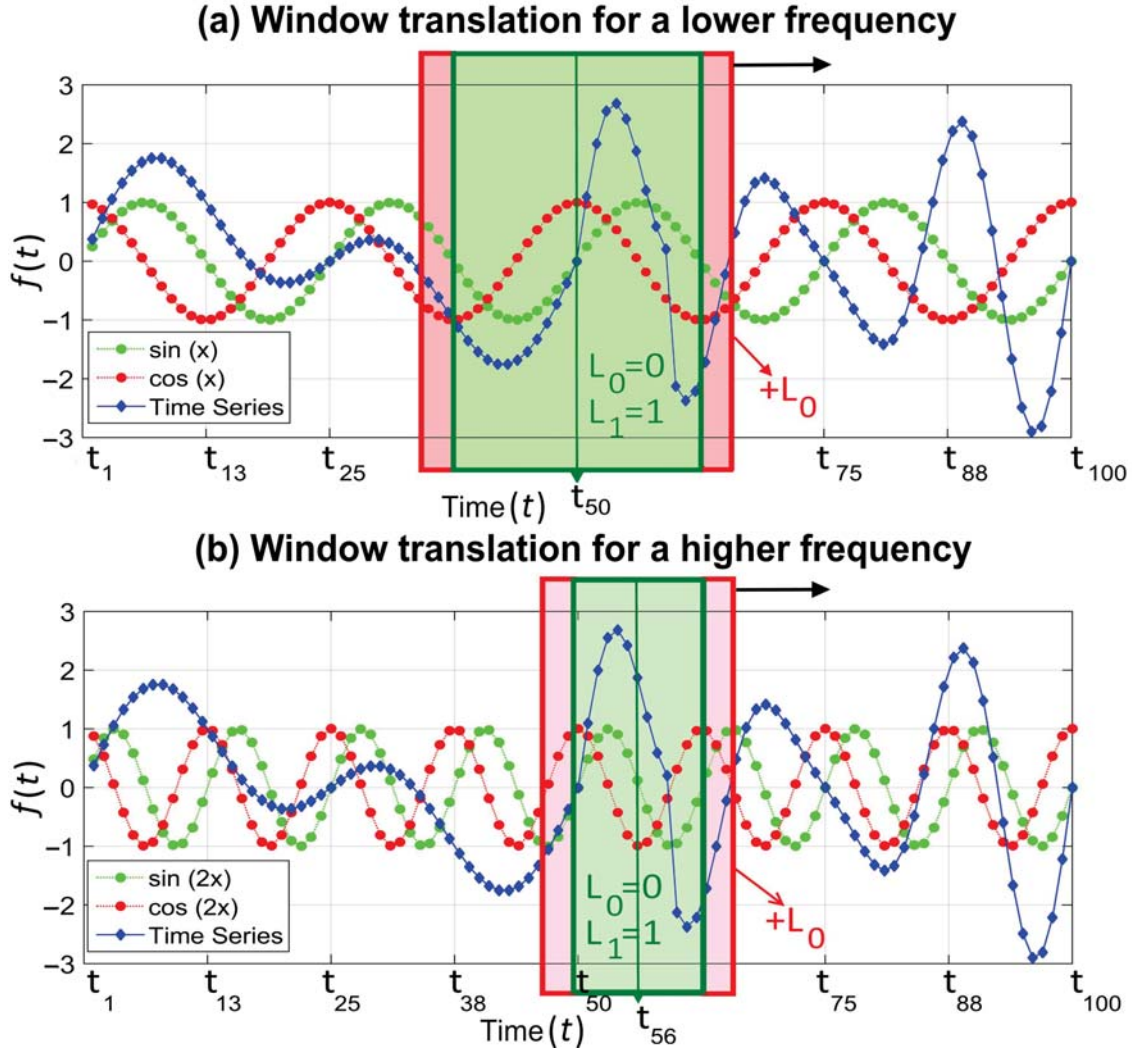 (a) Window translation for a lower frequency
3
2
1
0
−1
−2
−3
f(t)
sin (x)
cos (x)
Time Series
L₀=0
L₁=1
+L₀
t₁ t₁₃ t₂₅ t₇₅ t₈₈ t₁₀₀
Time(t) t₅₀
(b) Window translation for a higher frequency
3
2
1
0
−1
−2
−3
f(t)
sin (2x)
cos (2x)
Time Series
L₀=0
L₁=1
+L₀
t₁ t₁₃ t₂₅ t₃₈ t₅₀ t₇₅ t₈₈ t₁₀₀
Time(t) t₅₆